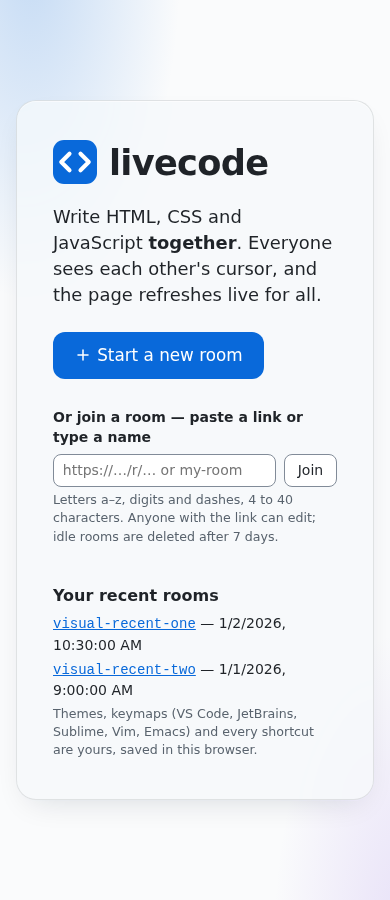 livecode
Write HTML, CSS and
JavaScript together. Everyone
sees each other's cursor, and
the page refreshes live for all.
+ Start a new room
Or join a room — paste a link or
type a name
https://…/r/… or my-room
Join
Letters a–z, digits and dashes, 4 to 40
characters. Anyone with the link can edit;
idle rooms are deleted after 7 days.
Your recent rooms
visual-recent-one — 1/2/2026,
10:30:00 AM
visual-recent-two — 1/1/2026,
9:00:00 AM
Themes, keymaps (VS Code, JetBrains,
Sublime, Vim, Emacs) and every shortcut
are yours, saved in this browser.